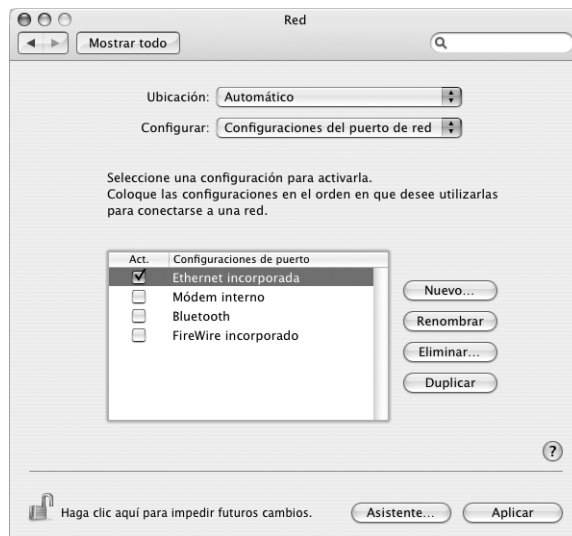 Red
Mostrar todo
Ubicación: Automático
Configurar: Configuraciones del puerto de red
Seleccione una configuración para activarla.
Coloque las configuraciones en el orden en que desee utilizarlas
para conectarse a una red.
Act. Configuraciones de puerto
Ethernet incorporada
Módem interno
Bluetooth
FireWire incorporado
Nuevo...
Renombrar
Eliminar...
Duplicar
?
Haga clic aquí para impedir futuros cambios.
Asistente...
Aplicar